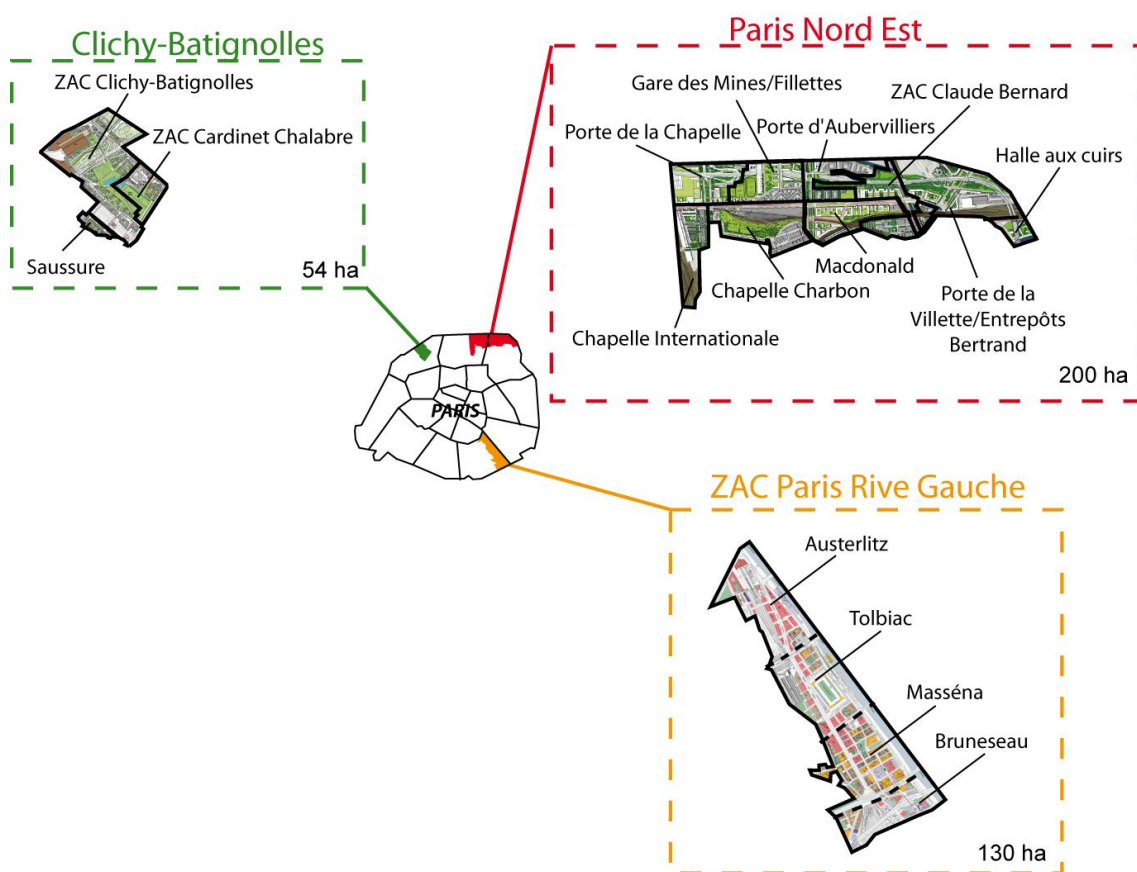 Clichy-Batignolles
ZAC Clichy-Batignolles
ZAC Cardinet Chalabre
Saussure
54 ha
Paris Nord Est
Gare des Mines/Fillettes
ZAC Claude Bernard
Porte de la Chapelle
Porte d'Aubervilliers
Halle aux cuirs
Macdonald
Chapelle Charbon
Porte de la
Villette/Entrepôts
Bertrand
Chapelle Internationale
200 ha
PARIS
ZAC Paris Rive Gauche
Austerlitz
Tolbiac
Masséna
Bruneseau
130 ha